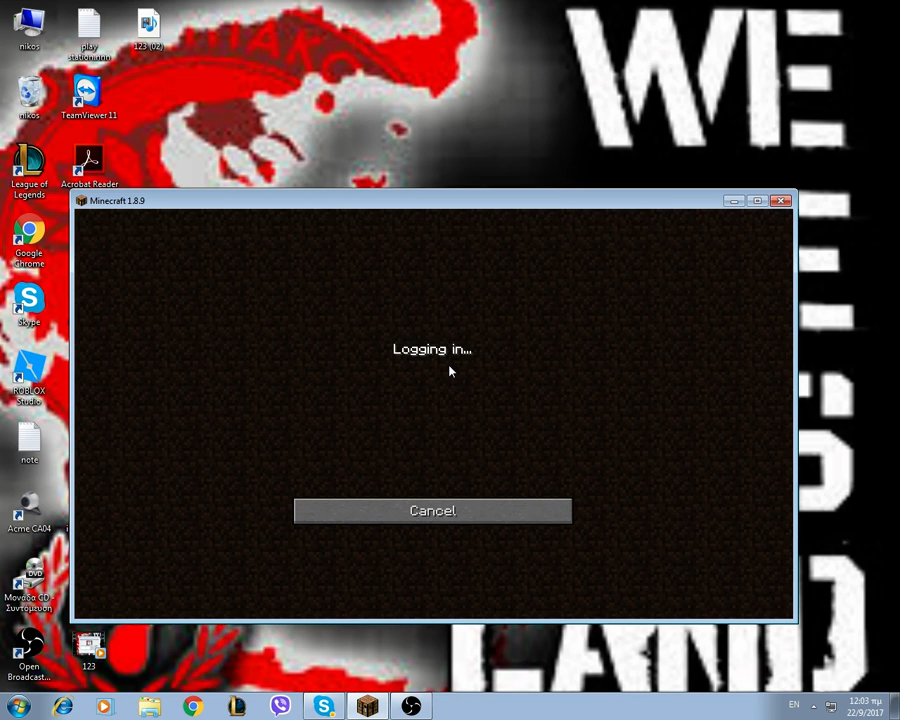 nikos
play
station.nnn
123 (02)
WE
nikos
TeamViewer 11
League of
Legends
Acrobat Reader
Minecraft 1.8.9
Google
Chrome
Logging in...
Skype
ROBLOX
Studio
note
Cancel
Acme CA04
Μονάδα CD -
Συντόμευση
LAND
Open
Broadcast...
123
EN
12:03 πμ
22/9/2017